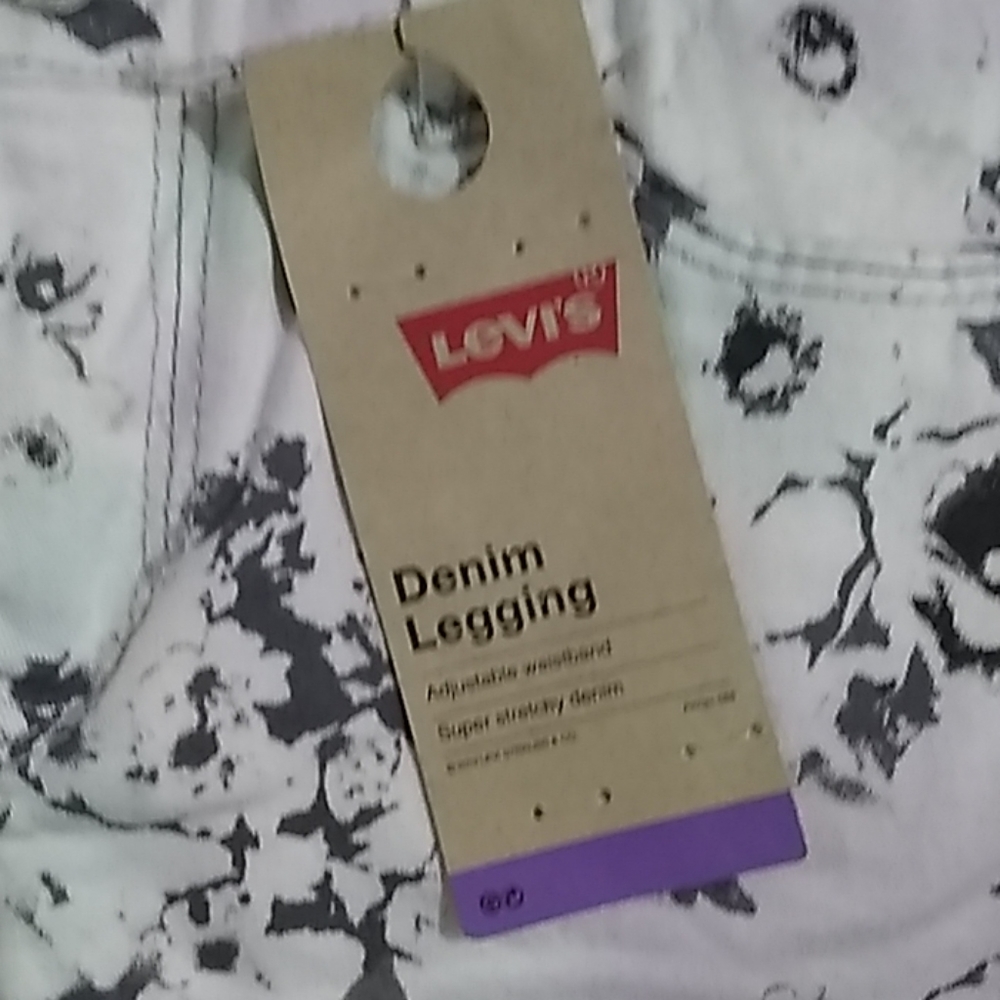 LEVI'S
Denim
Legging
Adjustable waistband
Super stretchy denim